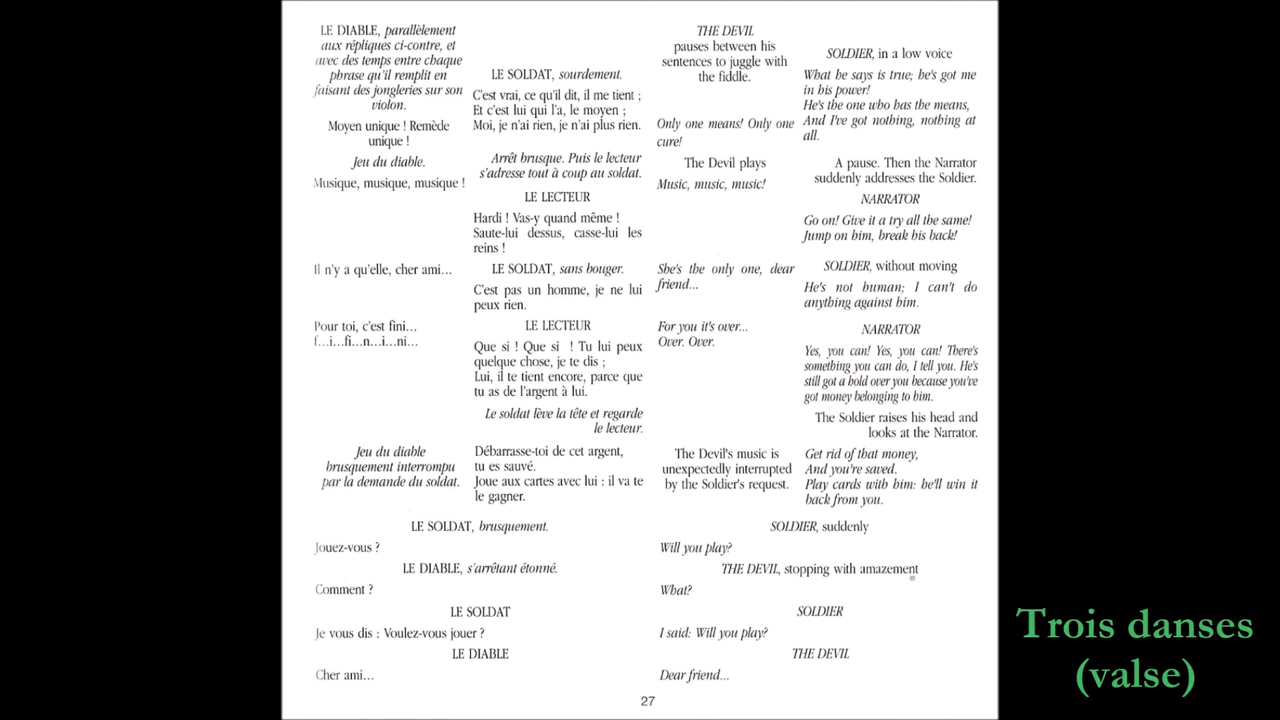 LE DIABLE, parallèlement
aux répliques ci-contre, et
avec des temps entre chaque
phrase qu'il remplit en
faisant des jongleries sur son
violon.
Moyen unique ! Remède
unique !
Jeu du diable.
Musique, musique, musique !
Il n'y a qu'elle, cher ami…
Pour toi, c'est fini…
f…i…fi…n…i…ni…
Jeu du diable
brusquement interrompu
par la demande du soldat.
LE SOLDAT, sourdement.
C'est vrai, ce qu'il dit, il me tient ;
Et c'est lui qui l'a, le moyen ;
Moi, je n'ai rien, je n'ai plus rien.
Arrêt brusque. Puis le lecteur
s'adresse tout à coup au soldat.
LE LECTEUR
Hardi ! Vas-y quand même !
Saute-lui dessus, casse-lui les
reins !
LE SOLDAT, sans bouger.
C'est pas un homme, je ne lui
peux rien.
LE LECTEUR
Que si ! Que si ! Tu lui peux
quelque chose, je te dis ;
Lui, il te tient encore, parce que
tu as de l'argent à lui.
Le soldat lève la tête et regarde
le lecteur.
Débarrasse-toi de cet argent,
tu es sauvé.
Joue aux cartes avec lui : il va te
le gagner.
LE SOLDAT, brusquement.
Jouez-vous ?
LE DIABLE, s'arrêtant étonné.
Comment ?
LE SOLDAT
Je vous dis : Voulez-vous jouer ?
LE DIABLE
Cher ami…
THE DEVIL
pauses between his
sentences to juggle with
the fiddle.
Only one means! Only one
cure!
The Devil plays
Music, music, music!
She's the only one, dear
friend...
For you it's over...
Over. Over.
The Devil's music is
unexpectedly interrupted
by the Soldier's request.
SOLDIER, in a low voice
What he says is true; he's got me
in his power!
He's the one who has the means,
And I've got nothing, nothing at
all.
A pause. Then the Narrator
suddenly addresses the Soldier.
NARRATOR
Go on! Give it a try all the same!
Jump on him, break his back!
SOLDIER, without moving
He's not human; I can't do
anything against him.
NARRATOR
Yes, you can! Yes, you can! There's
something you can do, I tell you. He's
still got a hold over you because you've
got money belonging to him.
The Soldier raises his head and
looks at the Narrator.
Get rid of that money,
And you're saved.
Play cards with him: he'll win it
back from you.
SOLDIER, suddenly
Will you play?
THE DEVIL, stopping with amazement
What?
SOLDIER
I said: Will you play?
THE DEVIL
Dear friend...
27
Trois danses
(valse)